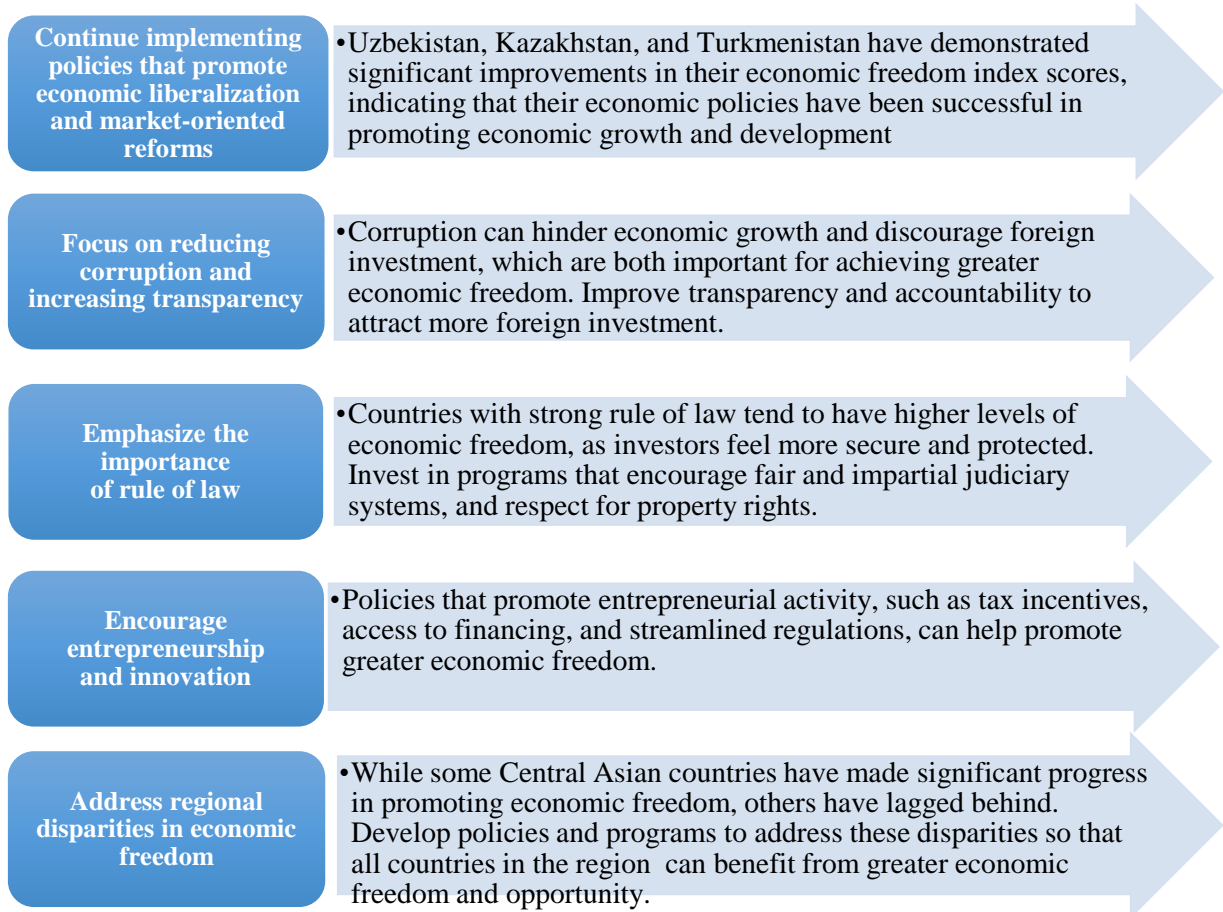 Continue implementing
policies that promote
economic liberalization
and market-oriented
reforms
•Uzbekistan, Kazakhstan, and Turkmenistan have demonstrated
significant improvements in their economic freedom index scores,
indicating that their economic policies have been successful in
promoting economic growth and development
Focus on reducing
corruption and
increasing transparency
•Corruption can hinder economic growth and discourage foreign
investment, which are both important for achieving greater
economic freedom. Improve transparency and accountability to
attract more foreign investment.
Emphasize the
importance
of rule of law
•Countries with strong rule of law tend to have higher levels of
economic freedom, as investors feel more secure and protected.
Invest in programs that encourage fair and impartial judiciary
systems, and respect for property rights.
Encourage
entrepreneurship
and innovation
•Policies that promote entrepreneurial activity, such as tax incentives,
access to financing, and streamlined regulations, can help promote
greater economic freedom.
Address regional
disparities in economic
freedom
•While some Central Asian countries have made significant progress
in promoting economic freedom, others have lagged behind.
Develop policies and programs to address these disparities so that
all countries in the region can benefit from greater economic
freedom and opportunity.